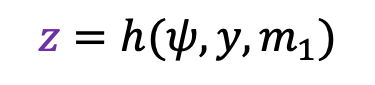 z = h(ψ, y, m₁)